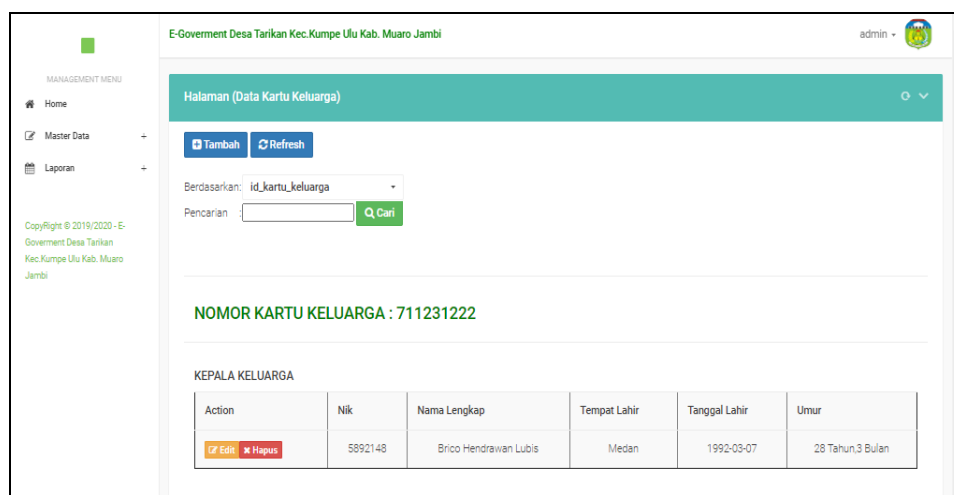 E-Goverment Desa Tarikan Kec.Kumpe Ulu Kab. Muaro Jambi
admin
MANAGEMENT MENU
Home
Master Data +
Laporan +
CopyRight © 2019/2020 - E-
Goverment Desa Tarikan
Kec.Kumpe Ulu Kab. Muaro
Jambi
Halaman (Data Kartu Keluarga)
Tambah Refresh
Berdasarkan: id_kartu_keluarga
Pencarian : Cari
NOMOR KARTU KELUARGA : 711231222
KEPALA KELUARGA
Action Nik Nama Lengkap Tempat Lahir Tanggal Lahir Umur
Edit Hapus 5892148 Brico Hendrawan Lubis Medan 1992-03-07 28 Tahun,3 Bulan